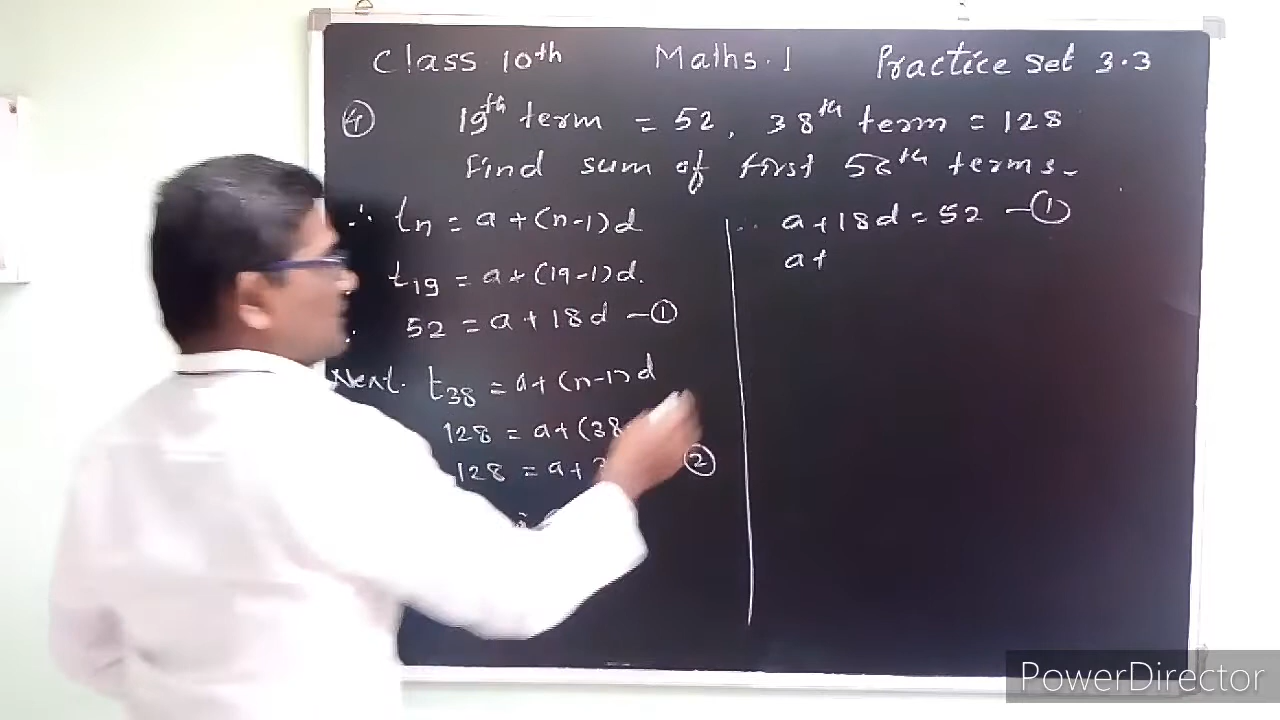 Class 10th Maths.1 Practice Set 3.3
④ 19th term = 52, 38th term = 128
Find sum of first 56th terms.
∴ tn = a + (n-1)d
t19 = a + (19-1)d.
52 = a + 18d —①
Next. t38 = a + (n-1)d
128 = a + (38
128 = a + ②
∴ a + 18d = 52 —①
a +
PowerDirector